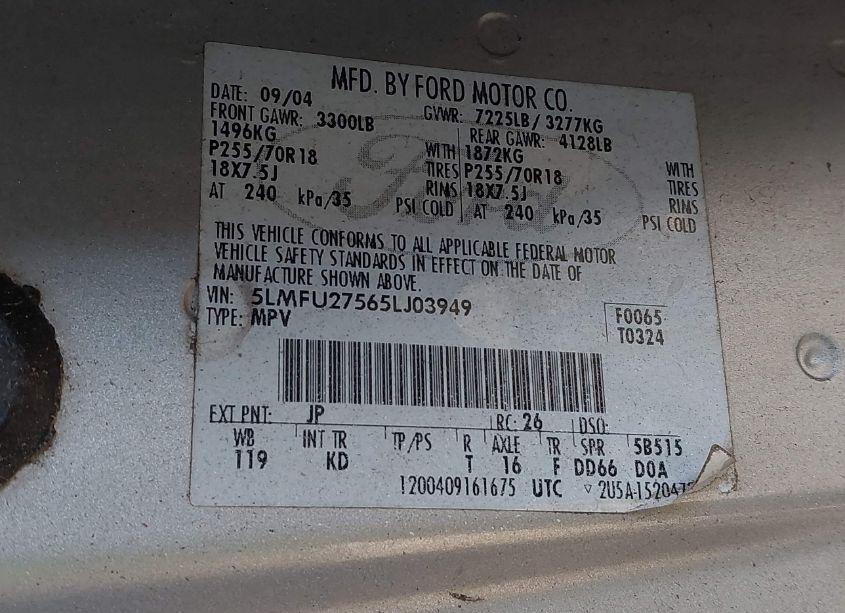 MFD. BY FORD MOTOR CO.
DATE: 09/04 GVWR: 7225LB / 3277KG
FRONT GAWR: 3300LB REAR GAWR: 4128LB
1496KG WITH 1872KG WITH
P255/70R18 TIRES P255/70R18 TIRES
18X7.5J RIMS 18X7.5J RIMS
AT 240 kPa/35 PSI COLD AT 240 kPa/35 PSI COLD
Ford
THIS VEHICLE CONFORMS TO ALL APPLICABLE FEDERAL MOTOR
VEHICLE SAFETY STANDARDS IN EFFECT ON THE DATE OF
MANUFACTURE SHOWN ABOVE.
VIN: 5LMFU27565LJ03949
TYPE: MPV
F0065
T0324
EXT PNT: JP RC: 26 DSO:
WB INT TR TP/PS R AXLE TR SPR 5B515
119 KD T 16 F DD66 DOA
1200409161675 UTC ▽ 2U5A-1520472